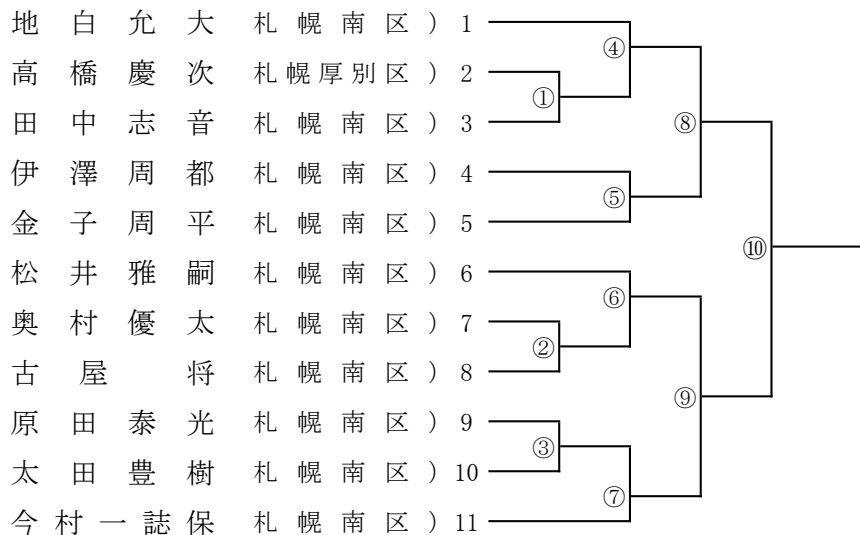 地白允大 札幌南区) 1
④
高橋慶次 札幌厚別区) 2
①
田中志音 札幌南区) 3
⑧
伊澤周都 札幌南区) 4
⑤
金子周平 札幌南区) 5
⑩
松井雅嗣 札幌南区) 6
⑥
奥村優太 札幌南区) 7
②
古屋 将 札幌南区) 8
⑨
原田泰光 札幌南区) 9
③
太田豊樹 札幌南区) 10
⑦
今村一誌保 札幌南区) 11